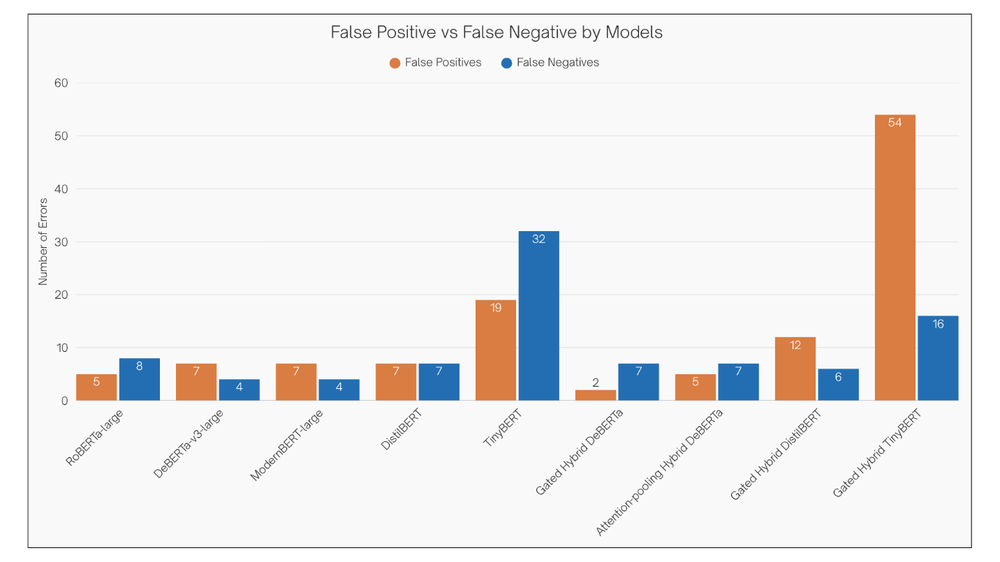 False Positive vs False Negative by Models
False Positives
False Negatives
Number of Errors
60
50
40
30
20
10
0
5
8
7
4
7
4
7
7
19
32
2
7
5
7
12
6
54
16
RoBERTa-large
DeBERTa-v3-large
ModernBERT-large
DistilBERT
TinyBERT
Gated Hybrid DeBERTa
Attention-pooling Hybrid DeBERTa
Gated Hybrid DistilBERT
Gated Hybrid TinyBERT